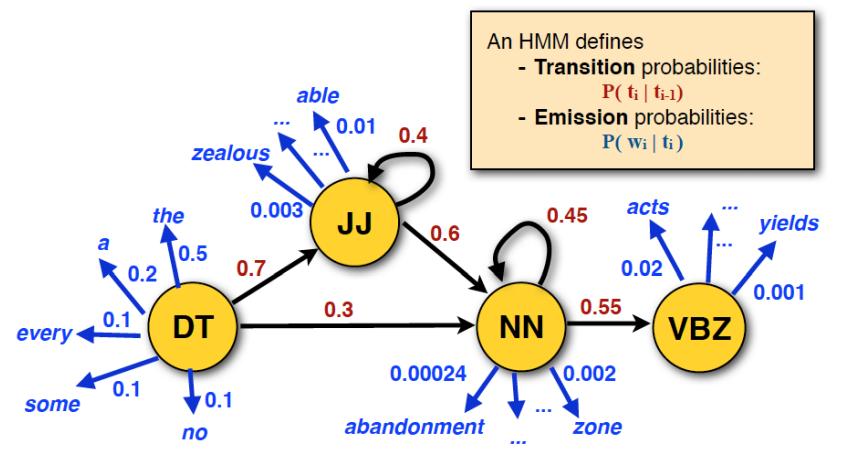 An HMM defines
- Transition probabilities:
P( ti | ti-1)
- Emission probabilities:
P( wi | ti )
able
...
0.01
...
zealous
0.4
0.003
JJ
the
a
0.5
0.2
0.7
0.6
0.45
acts
...
...
yields
0.02
0.001
every
0.1
DT
0.3
NN
0.55
VBZ
some
0.1
0.1
no
0.00024
0.002
abandonment
...
...
zone